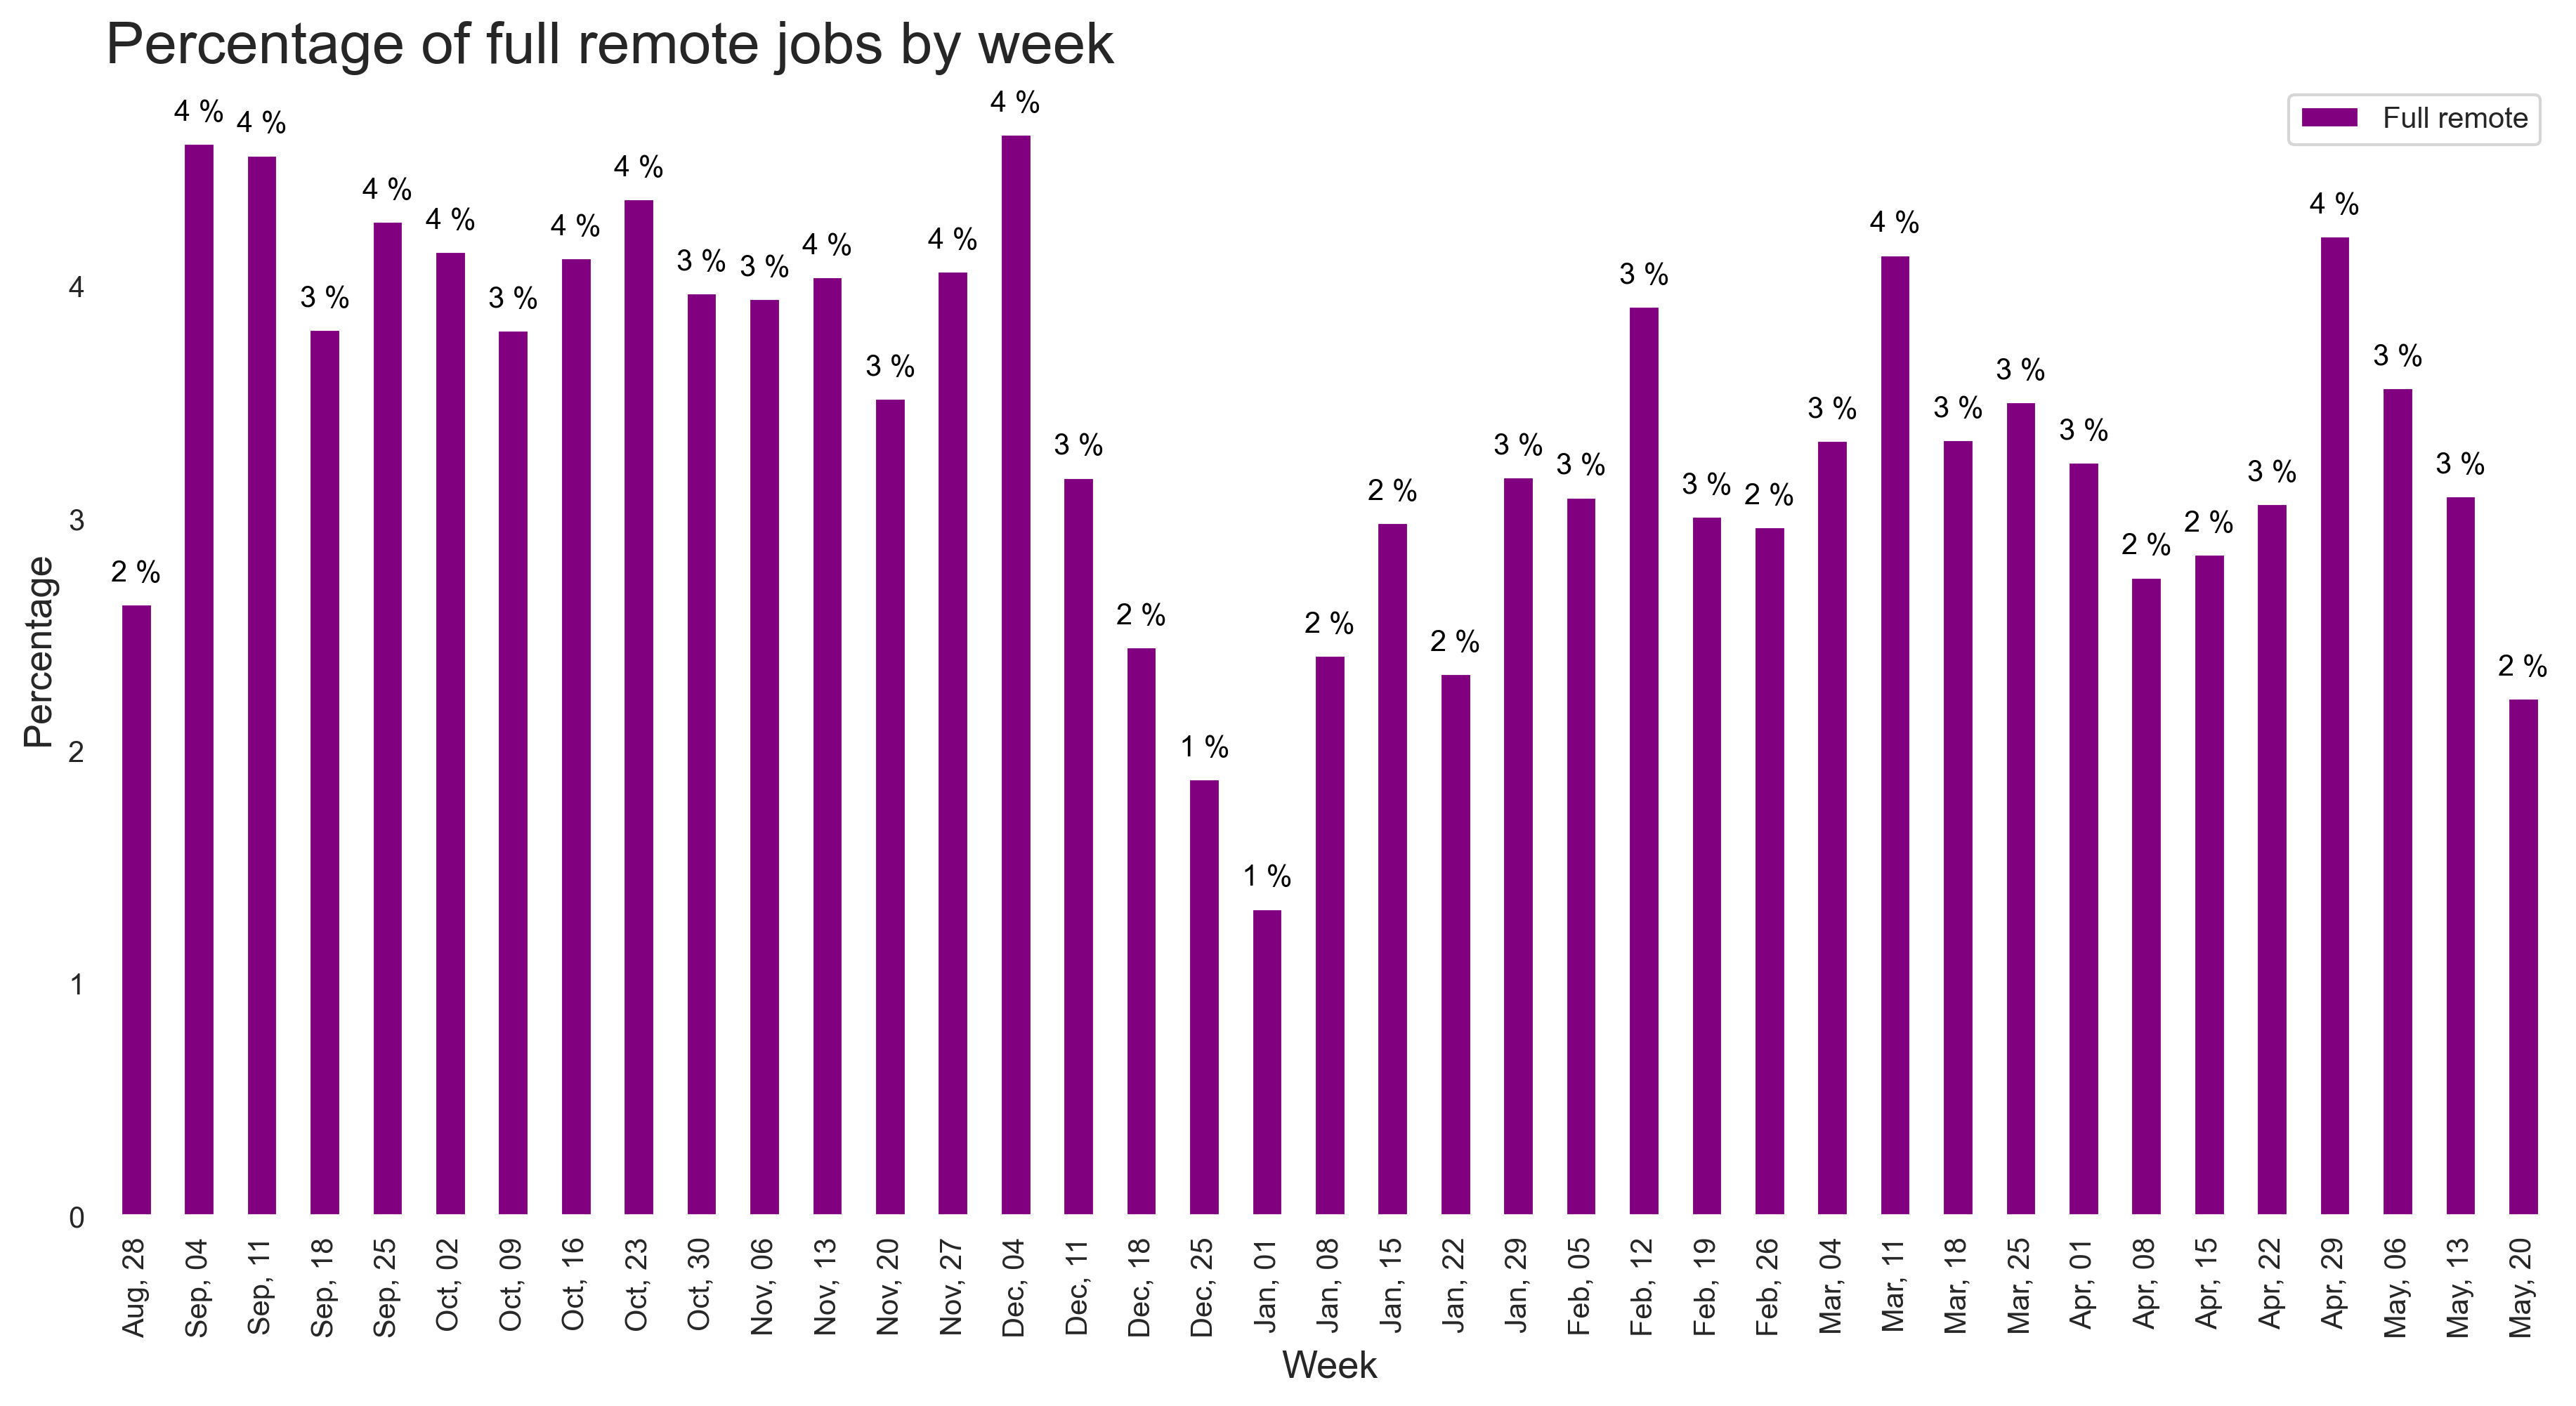 Percentage of full remote jobs by week
Full remote
Percentage
4
3
2
1
0
2 %
4 %
4 %
3 %
4 %
4 %
3 %
4 %
4 %
3 %
3 %
4 %
3 %
4 %
4 %
3 %
2 %
1 %
1 %
2 %
2 %
2 %
3 %
3 %
3 %
3 %
2 %
3 %
4 %
3 %
3 %
3 %
2 %
2 %
3 %
4 %
3 %
3 %
2 %
Aug, 28
Sep, 04
Sep, 11
Sep, 18
Sep, 25
Oct, 02
Oct, 09
Oct, 16
Oct, 23
Oct, 30
Nov, 06
Nov, 13
Nov, 20
Nov, 27
Dec, 04
Dec, 11
Dec, 18
Dec, 25
Jan, 01
Jan, 08
Jan, 15
Jan, 22
Jan, 29
Feb, 05
Feb, 12
Feb, 19
Feb, 26
Mar, 04
Mar, 11
Mar, 18
Mar, 25
Apr, 01
Apr, 08
Apr, 15
Apr, 22
Apr, 29
May, 06
May, 13
May, 20
Week